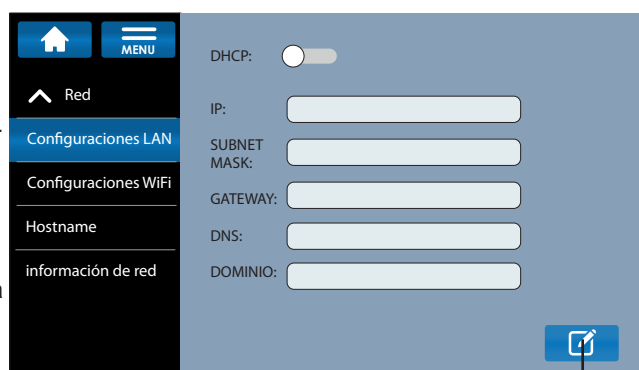 MENU
Red
Configuraciones LAN
Configuraciones WiFi
Hostname
información de red
DHCP:
IP:
SUBNET
MASK:
GATEWAY:
DNS:
DOMINIO: